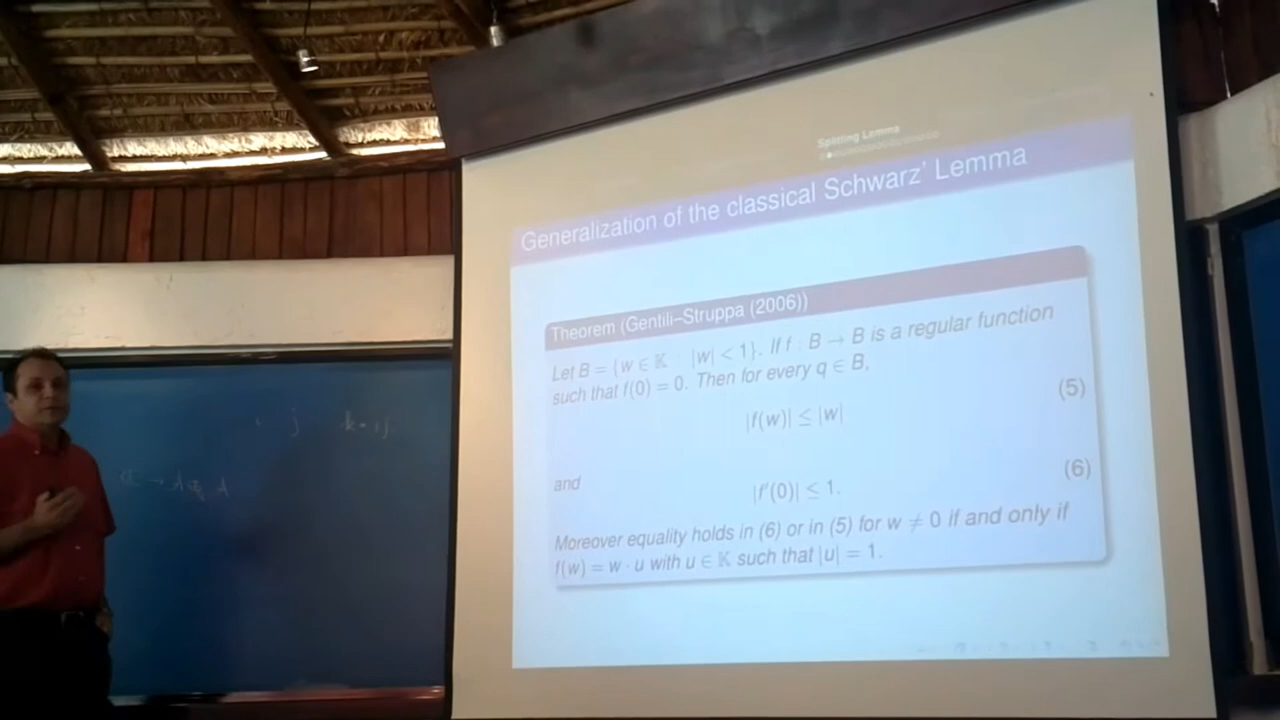 Splitting Lemma
Generalization of the classical Schwarz' Lemma
Theorem (Gentili–Struppa (2006))
Let B = {w ∈ 𝕂 |w| < 1}. If f : B → B is a regular function
such that f(0) = 0. Then for every q ∈ B,
|f(w)| ≤ |w| (5)
and
|f'(0)| ≤ 1. (6)
Moreover equality holds in (6) or in (5) for w ≠ 0 if and only if
f(w) = w · u with u ∈ 𝕂 such that |u| = 1.
j k=ij